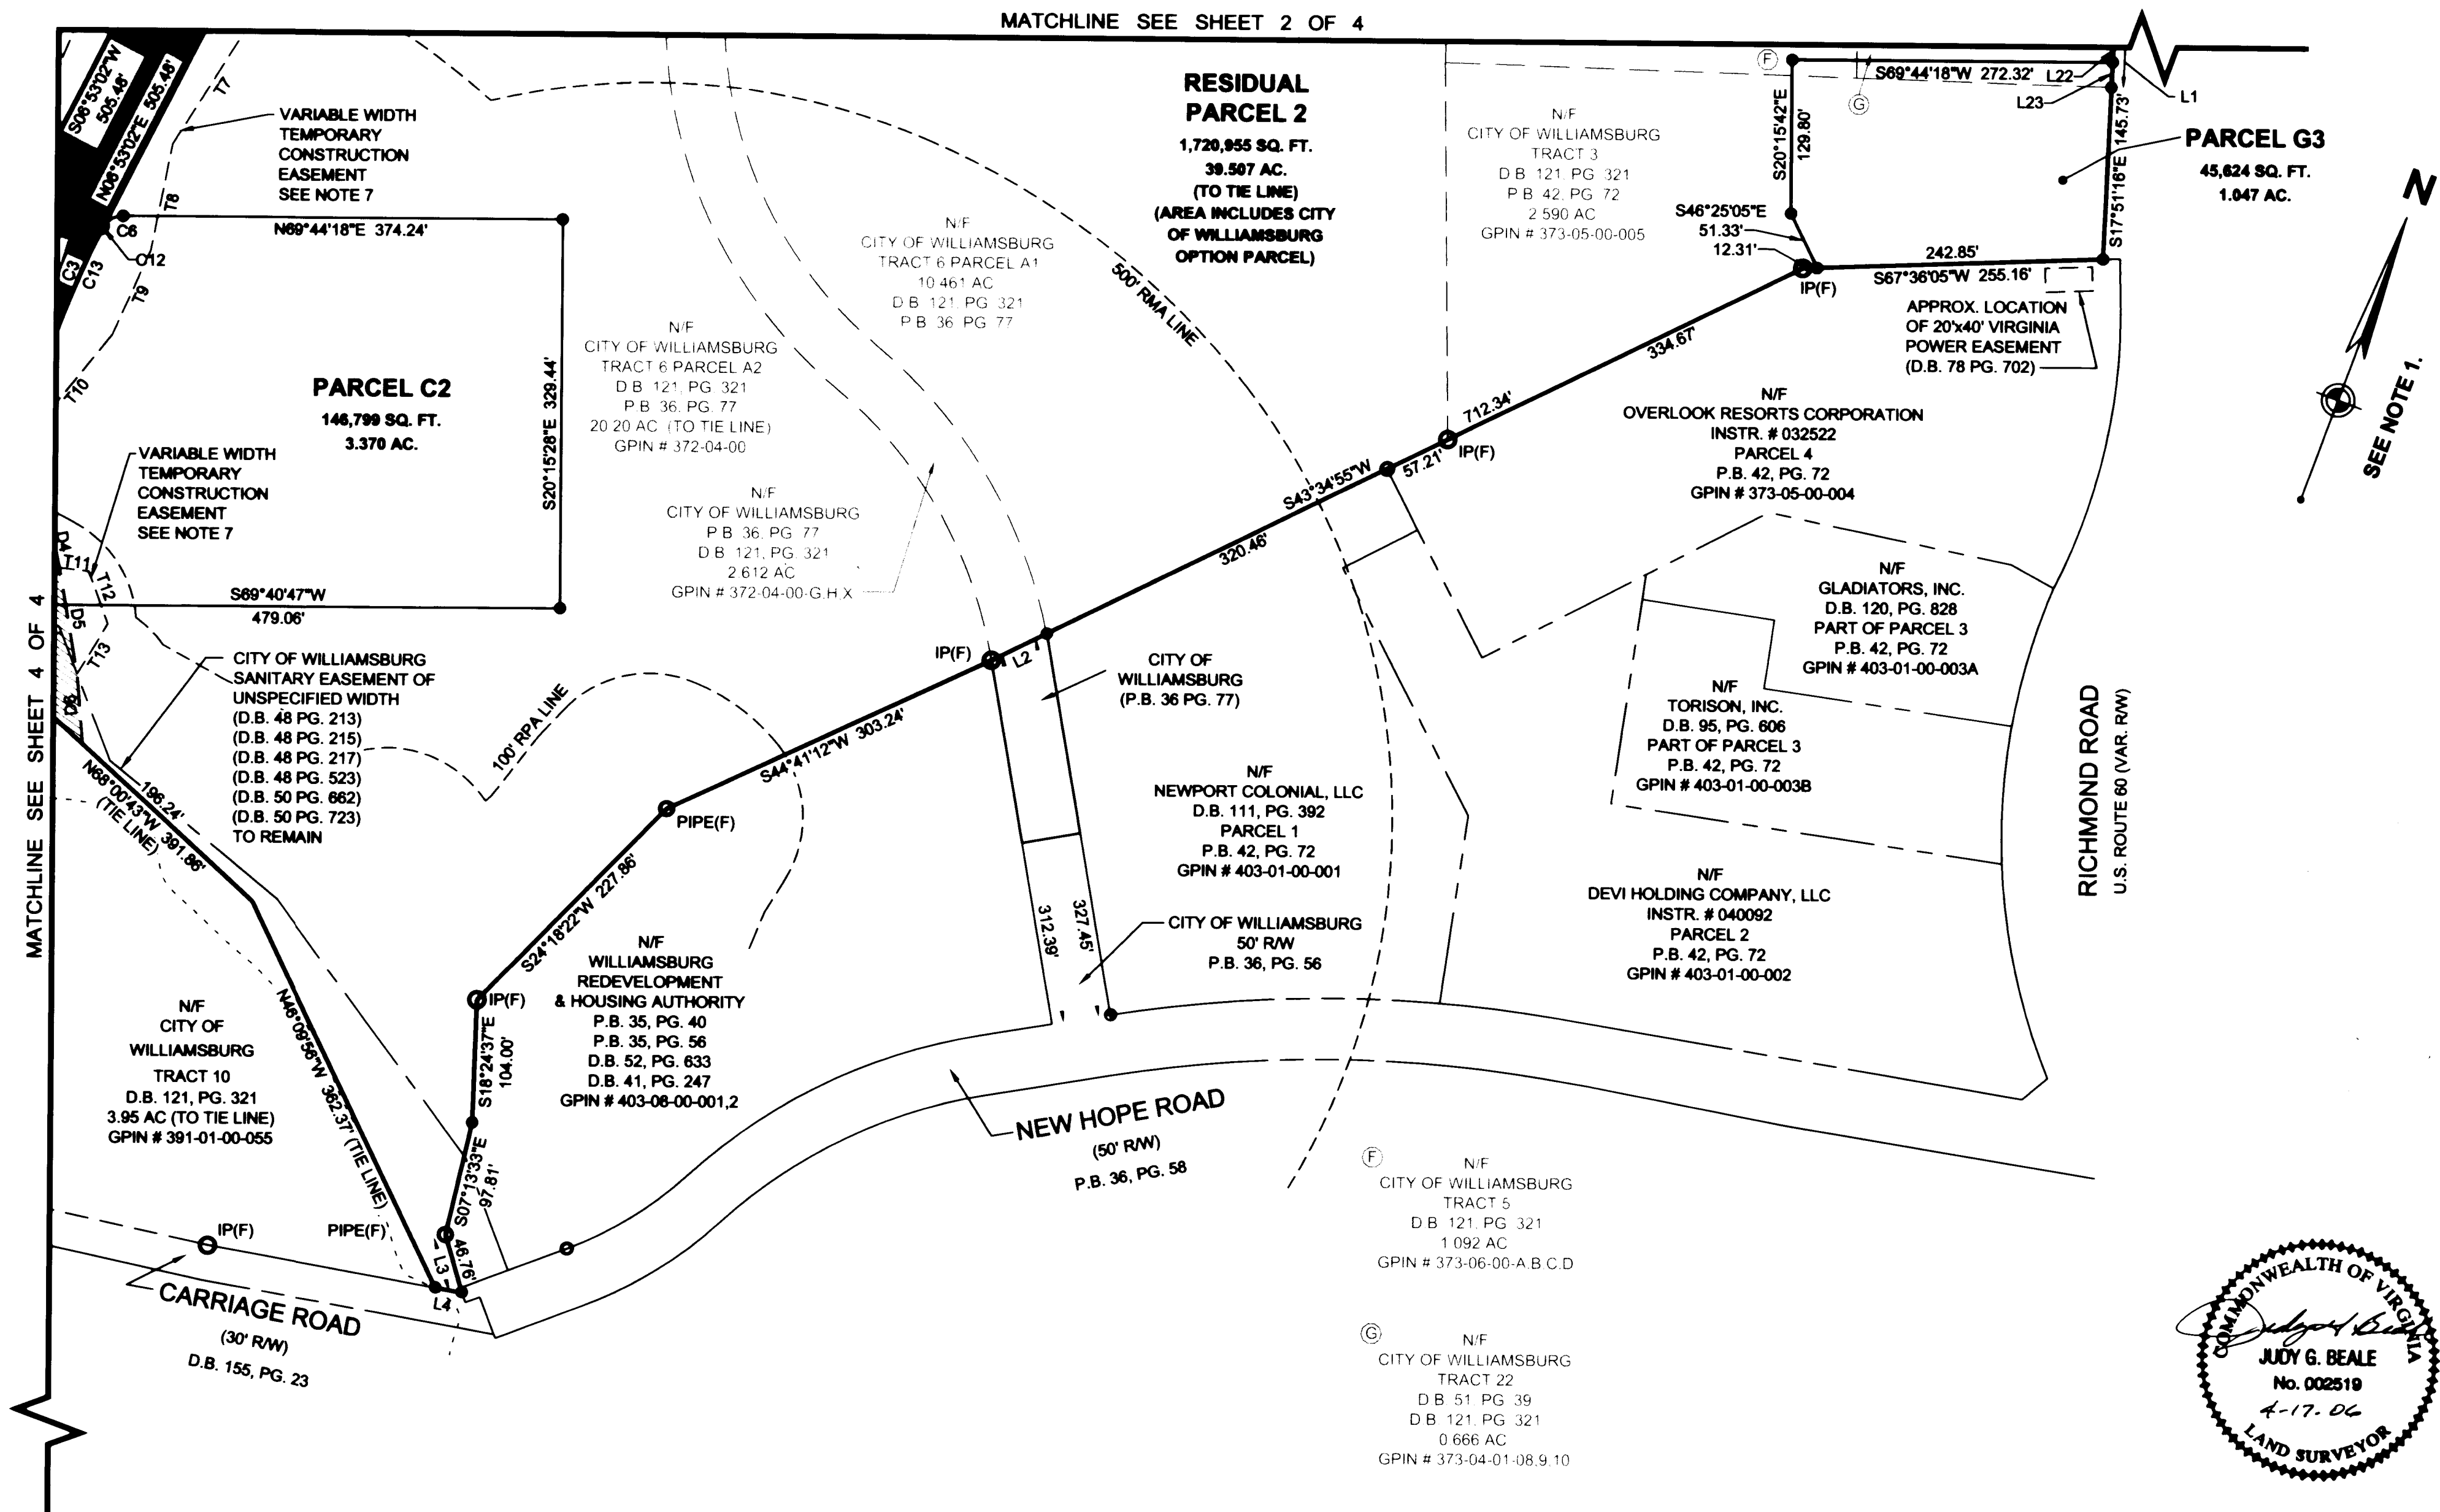 MATCHLINE SEE SHEET 2 OF 4
S06°53'02"W
505.48'
N06°53'02"E 505.48'
T7
VARIABLE WIDTH
TEMPORARY
CONSTRUCTION
EASEMENT
SEE NOTE 7
T8
C6
N69°44'18"E 374.24'
C12
C3
C13
T9
T10
PARCEL C2
146,799 SQ. FT.
3.370 AC.
S20°15'28"E 329.44'
VARIABLE WIDTH
TEMPORARY
CONSTRUCTION
EASEMENT
SEE NOTE 7
D4
T11
T12
D5
T13
D6
S69°40'47"W
479.06'
MATCHLINE SEE SHEET 4 OF 4
CITY OF WILLIAMSBURG
SANITARY EASEMENT OF
UNSPECIFIED WIDTH
(D.B. 48 PG. 213)
(D.B. 48 PG. 215)
(D.B. 48 PG. 217)
(D.B. 48 PG. 523)
(D.B. 50 PG. 662)
(D.B. 50 PG. 723)
TO REMAIN
196.24'
N68°00'43"W 391.86'
(TIE LINE)
N/F
CITY OF WILLIAMSBURG
TRACT 6 PARCEL A1
10.461 AC
D.B. 121, PG. 321
P.B. 36 PG. 77
N/F
CITY OF WILLIAMSBURG
TRACT 6 PARCEL A2
D.B. 121, PG. 321
P.B. 36, PG. 77
20.20 AC. (TO TIE LINE)
GPIN # 372-04-00
N/F
CITY OF WILLIAMSBURG
P.B. 36, PG. 77
D.B. 121, PG. 321
2.612 AC
GPIN # 372-04-00-G,H,X
RESIDUAL
PARCEL 2
1,720,955 SQ. FT.
39.507 AC.
(TO TIE LINE)
(AREA INCLUDES CITY
OF WILLIAMSBURG
OPTION PARCEL)
500' RMA LINE
N/F
CITY OF WILLIAMSBURG
TRACT 3
D.B. 121, PG. 321
P.B. 42, PG. 72
2.590 AC
GPIN # 373-05-00-005
F
S69°44'18"W 272.32'
L22
G
L23
L1
S20°15'42"E
129.80'
S17°51'16"E 145.73'
PARCEL G3
45,624 SQ. FT.
1.047 AC.
S46°25'05"E
51.33'
12.31'
IP(F)
242.85'
S67°36'05"W 255.16'
APPROX. LOCATION
OF 20'x40' VIRGINIA
POWER EASEMENT
(D.B. 78 PG. 702)
N
SEE NOTE 1.
334.67'
712.34'
IP(F)
57.21'
S43°34'55"W
320.46'
N/F
OVERLOOK RESORTS CORPORATION
INSTR. # 032522
PARCEL 4
P.B. 42, PG. 72
GPIN # 373-05-00-004
N/F
GLADIATORS, INC.
D.B. 120, PG. 828
PART OF PARCEL 3
P.B. 42, PG. 72
GPIN # 403-01-00-003A
N/F
TORISON, INC.
D.B. 95, PG. 606
PART OF PARCEL 3
P.B. 42, PG. 72
GPIN # 403-01-00-003B
RICHMOND ROAD
U.S. ROUTE 60 (VAR. R/W)
IP(F)
L2
CITY OF
WILLIAMSBURG
(P.B. 36 PG. 77)
100' RPA LINE
S44°41'12"W 303.24'
PIPE(F)
N/F
NEWPORT COLONIAL, LLC
D.B. 111, PG. 392
PARCEL 1
P.B. 42, PG. 72
GPIN # 403-01-00-001
N/F
DEVI HOLDING COMPANY, LLC
INSTR. # 040092
PARCEL 2
P.B. 42, PG. 72
GPIN # 403-01-00-002
312.39'
327.45'
CITY OF WILLIAMSBURG
50' R/W
P.B. 36, PG. 56
S24°18'22"W 227.86'
IP(F)
N/F
WILLIAMSBURG
REDEVELOPMENT
& HOUSING AUTHORITY
P.B. 35, PG. 40
P.B. 35, PG. 56
D.B. 52, PG. 633
D.B. 41, PG. 247
GPIN # 403-06-00-001,2
S18°24'37"E
104.00'
N46°09'56"W 362.37' (TIE LINE)
N/F
CITY OF
WILLIAMSBURG
TRACT 10
D.B. 121, PG. 321
3.95 AC (TO TIE LINE)
GPIN # 391-01-00-055
S07°13'33"E
97.81'
IP(F)
PIPE(F)
L3
46.76'
L4
CARRIAGE ROAD
(30' R/W)
D.B. 155, PG. 23
NEW HOPE ROAD
(50' R/W)
P.B. 36, PG. 58
F
N/F
CITY OF WILLIAMSBURG
TRACT 5
D.B. 121, PG. 321
1.092 AC
GPIN # 373-06-00-A,B,C,D
G
N/F
CITY OF WILLIAMSBURG
TRACT 22
D.B. 51, PG. 39
D.B. 121, PG. 321
0.666 AC
GPIN # 373-04-01-08,9,10
COMMONWEALTH OF VIRGINIA
JUDY G. BEALE
No. 002519
4-17-06
LAND SURVEYOR